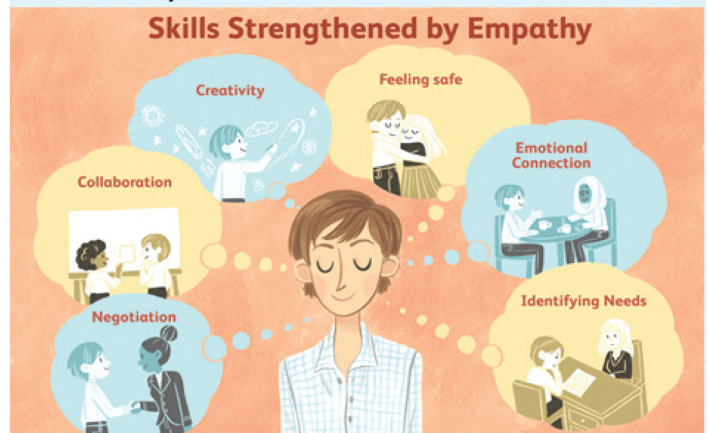 Skills Strengthened by Empathy
Creativity
Feeling safe
Emotional
Connection
Collaboration
Identifying Needs
Negotiation